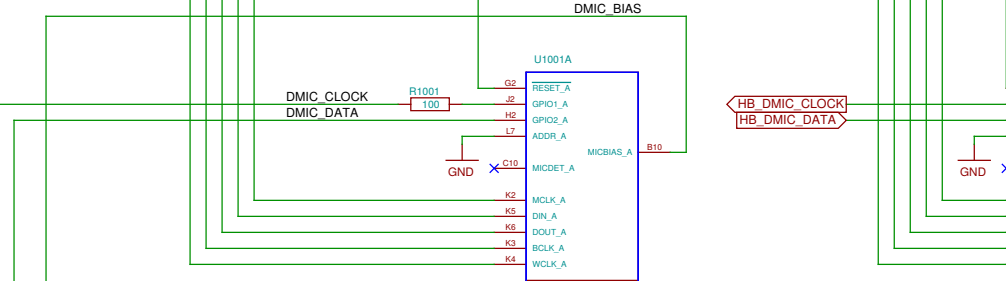 DMIC_BIAS
U1001A
G2 RESET_A
DMIC_CLOCK R1001 100 J2 GPIO1_A
DMIC_DATA H2 GPIO2_A
L7 ADDR_A
MICBIAS_A B10
GND C10 MICDET_A
K2 MCLK_A
K5 DIN_A
K6 DOUT_A
K3 BCLK_A
K4 WCLK_A
HB_DMIC_CLOCK
HB_DMIC_DATA
GND